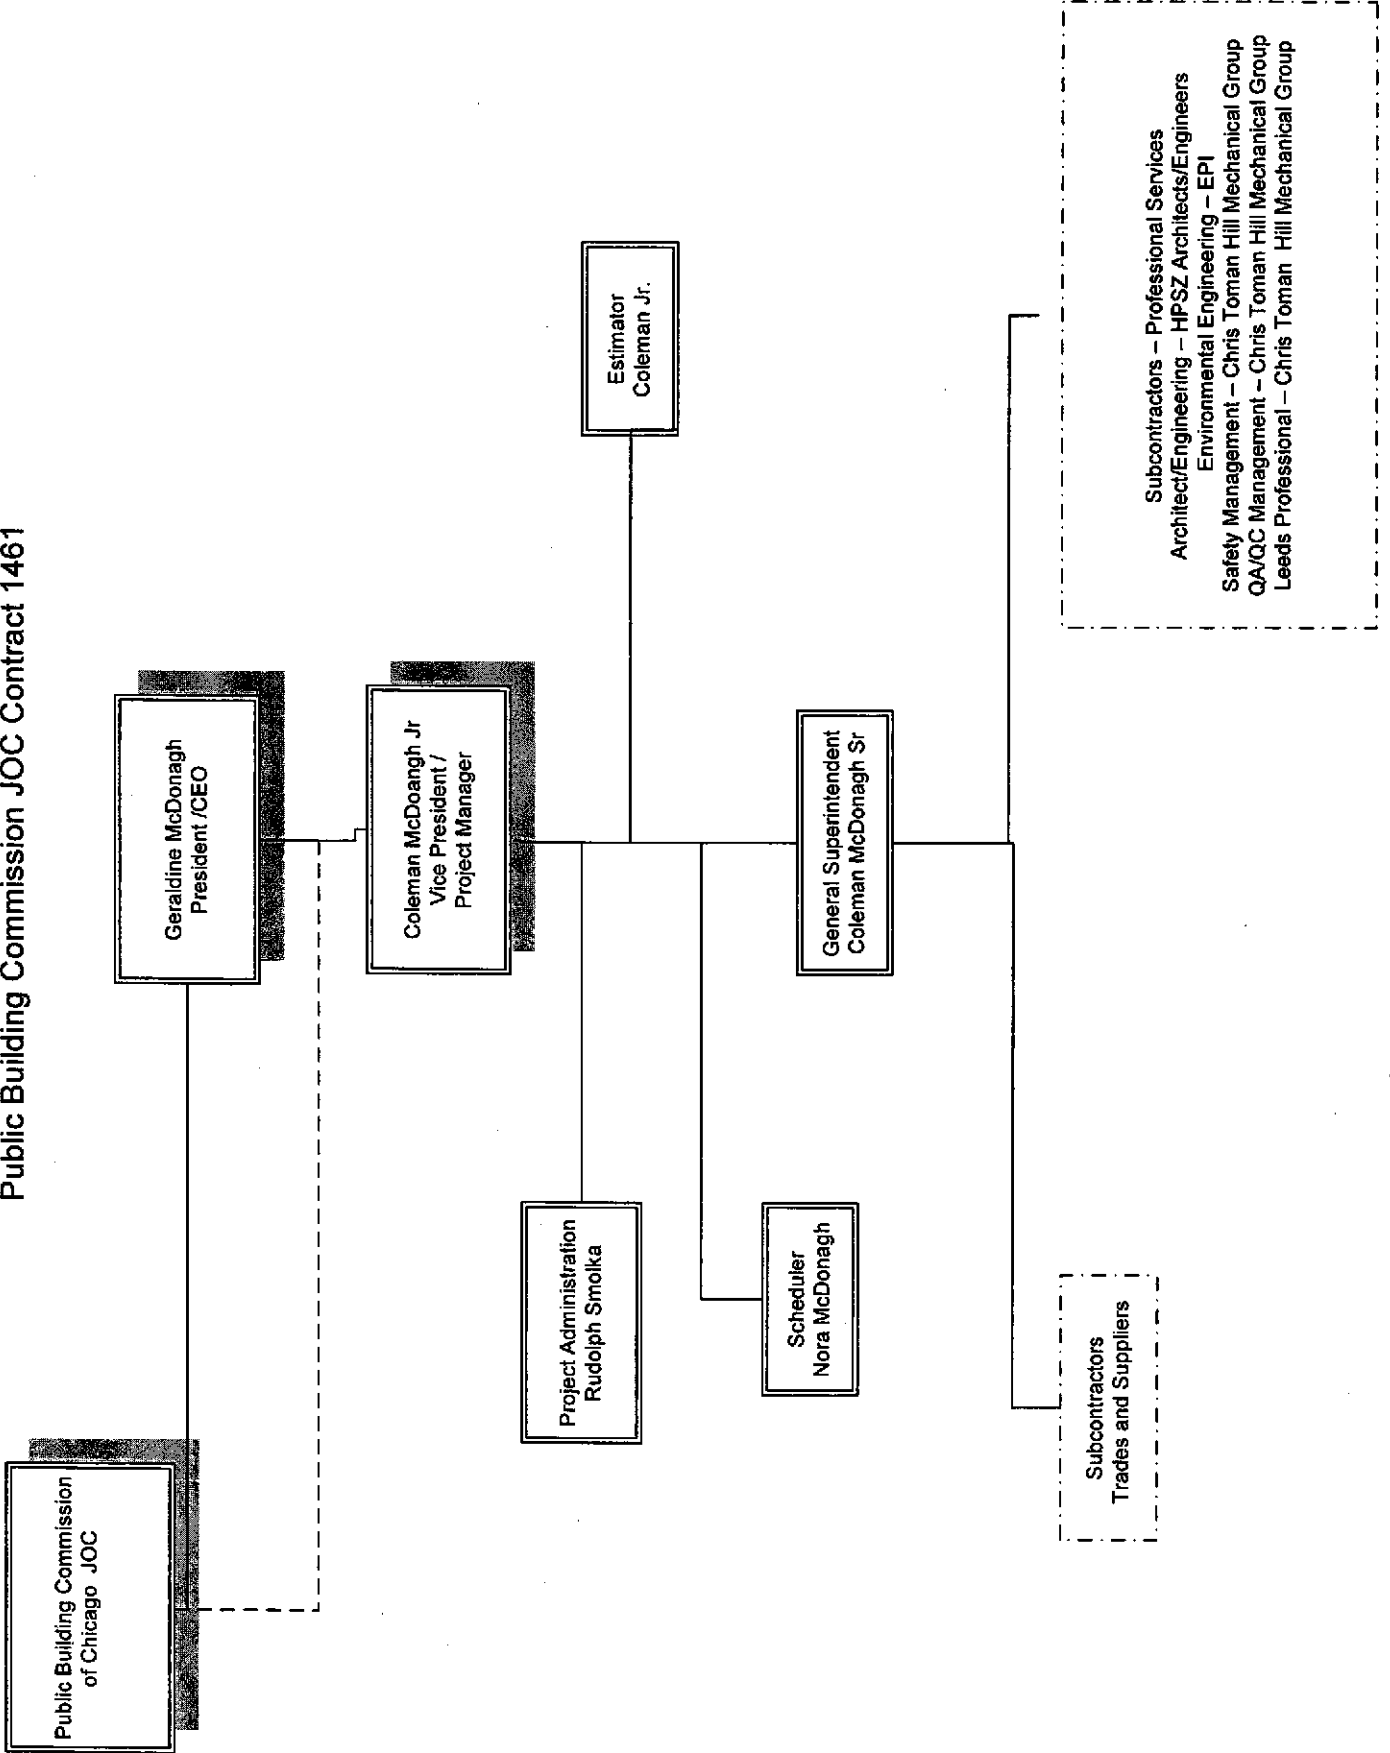 Public Building Commission JOC Contract 1461
Public Building Commission
of Chicago JOC
Geraldine McDonagh
President /CEO
Coleman McDoangh Jr
Vice President /
Project Manager
Project Administration
Rudolph Smolka
Estimator
Coleman Jr.
Scheduler
Nora McDonagh
General Superintendent
Coleman McDonagh Sr
Subcontractors
Trades and Suppliers
Subcontractors – Professional Services
Architect/Engineering – HPSZ Architects/Engineers
Environmental Engineering – EPI
Safety Management – Chris Toman Hill Mechanical Group
QA/QC Management – Chris Toman Hill Mechanical Group
Leeds Professional – Chris Toman Hill Mechanical Group